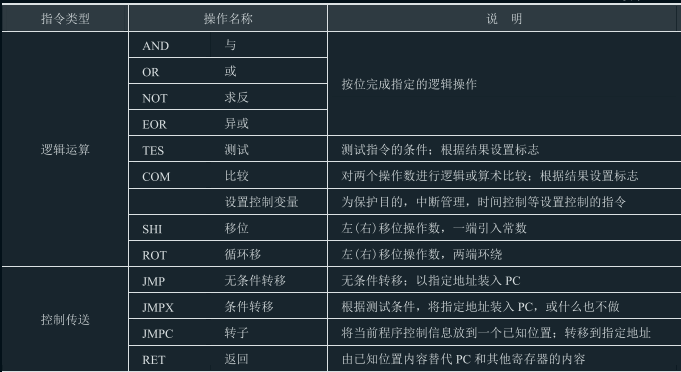 指令类型 操作名称 说 明
逻辑运算
AND 与
OR 或
NOT 求反
EOR 异或
按位完成指定的逻辑操作
TES 测试 测试指令的条件；根据结果设置标志
COM 比较 对两个操作数进行逻辑或算术比较；根据结果设置标志
设置控制变量 为保护目的，中断管理，时间控制等设置控制的指令
SHI 移位 左(右)移位操作数，一端引入常数
ROT 循环移 左(右)移位操作数，两端环绕
控制传送
JMP 无条件转移 无条件转移；以指定地址装入 PC
JMPX 条件转移 根据测试条件，将指定地址装入 PC，或什么也不做
JMPC 转子 将当前程序控制信息放到一个已知位置；转移到指定地址
RET 返回 由已知位置内容替代 PC 和其他寄存器的内容